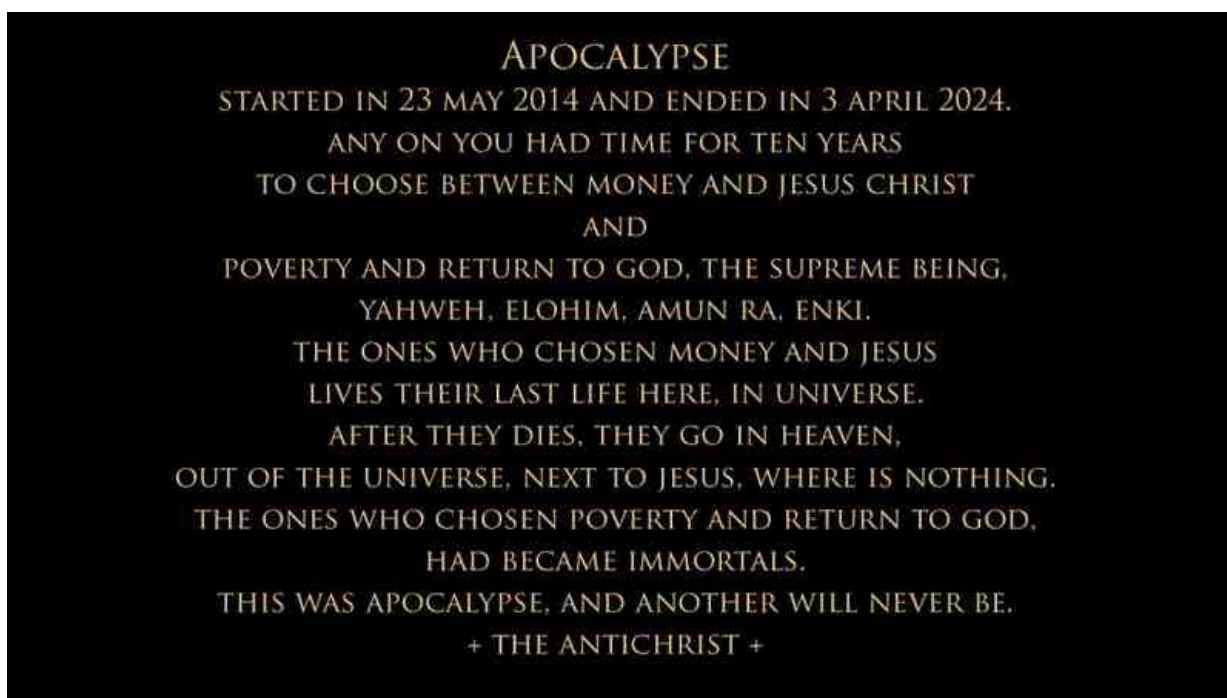 APOCALYPSE
STARTED IN 23 MAY 2014 AND ENDED IN 3 APRIL 2024.
ANY ON YOU HAD TIME FOR TEN YEARS
TO CHOOSE BETWEEN MONEY AND JESUS CHRIST
AND
POVERTY AND RETURN TO GOD, THE SUPREME BEING,
YAHWEH, ELOHIM, AMUN RA, ENKI.
THE ONES WHO CHOSEN MONEY AND JESUS
LIVES THEIR LAST LIFE HERE, IN UNIVERSE.
AFTER THEY DIES, THEY GO IN HEAVEN,
OUT OF THE UNIVERSE, NEXT TO JESUS, WHERE IS NOTHING.
THE ONES WHO CHOSEN POVERTY AND RETURN TO GOD,
HAD BECAME IMMORTALS.
THIS WAS APOCALYPSE, AND ANOTHER WILL NEVER BE.
+ THE ANTICHRIST +